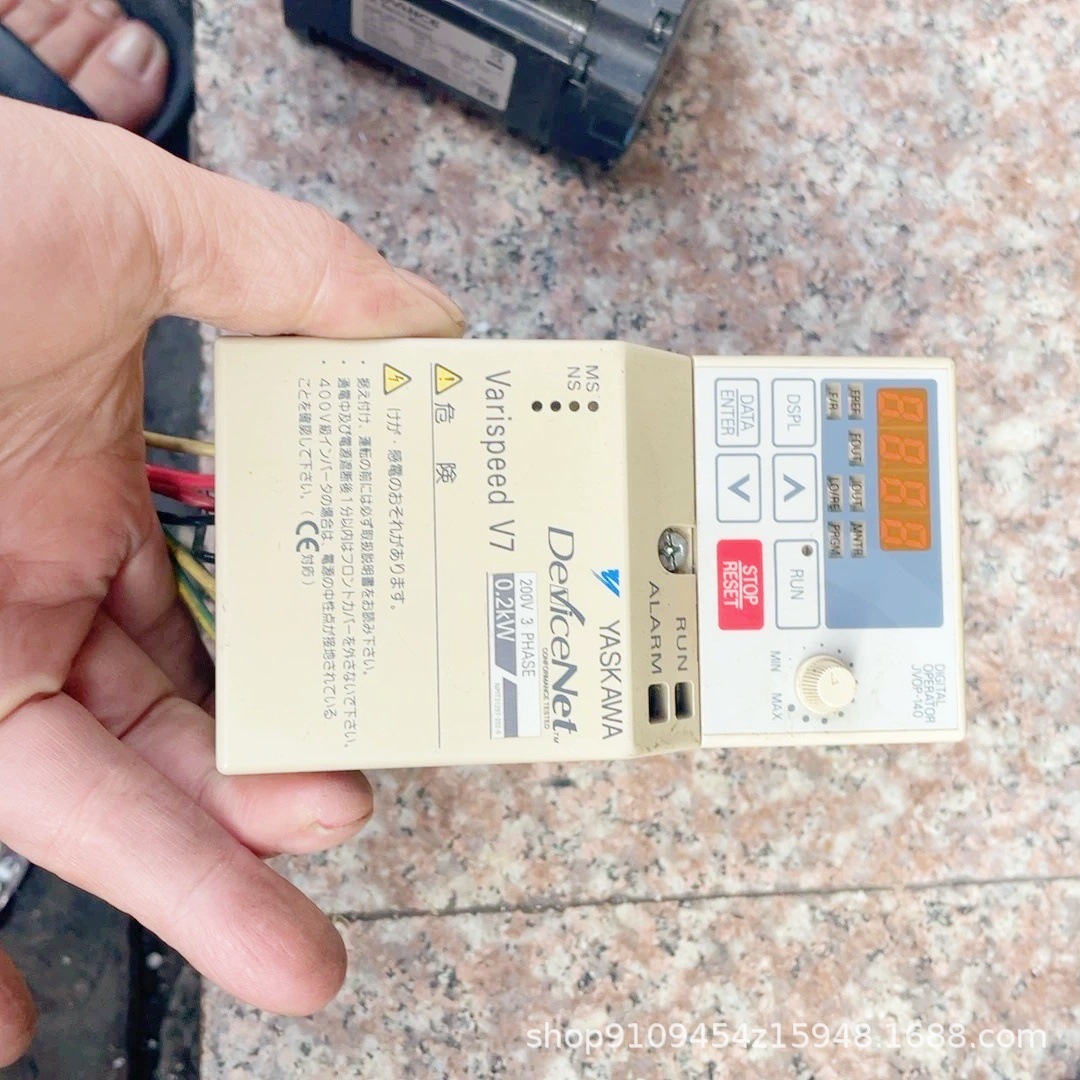 DIGITAL
OPERATOR
JVOP-140
8888
FREF
FOUT
IOUT
MNTR
F/R
LO/RE
PRGM
DSPL
RUN
DATA
ENTER
STOP
RESET
MIN
MAX
RUN
ALARM
YASKAWA
MS
NS
DeviceNet™
CONFORMANCE TESTED
200V 3 PHASE
0.2kW
Varispeed V7
危 険
けが・感電のおそれがあります。
・据え付け、運転の前には必ず取扱説明書をお読み下さい。
・通電中及び電源遮断後1分以内はフロントカバーを外さないで下さい。
・400V級インバータの場合は、電源の中性点が接地されている
ことを確認して下さい。(CE対応)
shop9109454z15948.1688.com